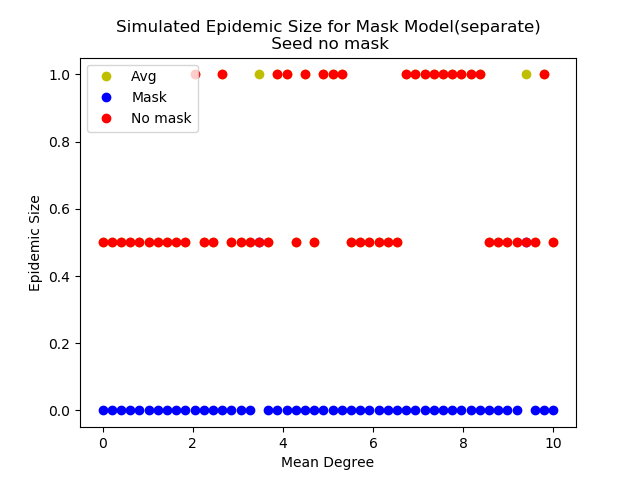 Simulated Epidemic Size for Mask Model(separate)
Seed no mask
Avg
Mask
No mask
1.0
0.8
0.6
0.4
0.2
0.0
Epidemic Size
0 2 4 6 8 10
Mean Degree